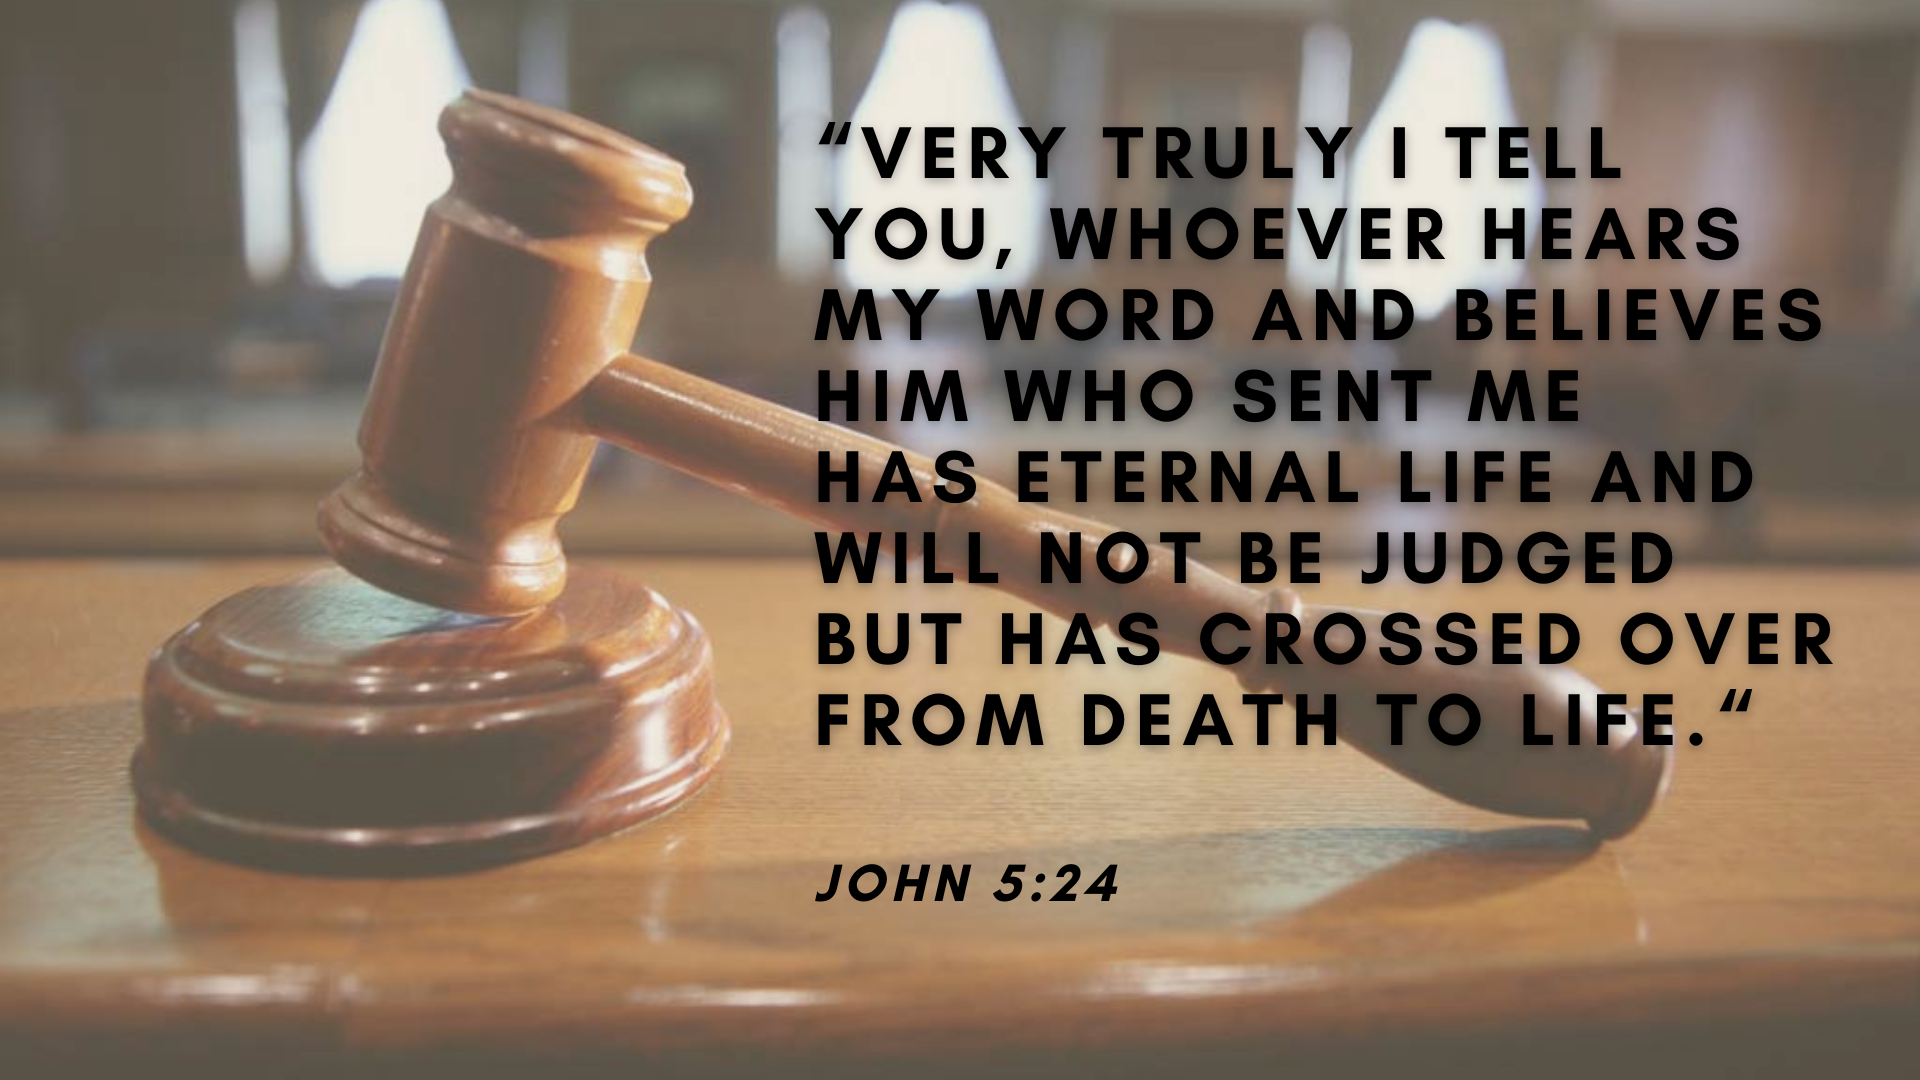 “VERY TRULY I TELL
YOU, WHOEVER HEARS
MY WORD AND BELIEVES
HIM WHO SENT ME
HAS ETERNAL LIFE AND
WILL NOT BE JUDGED
BUT HAS CROSSED OVER
FROM DEATH TO LIFE.“
JOHN 5:24